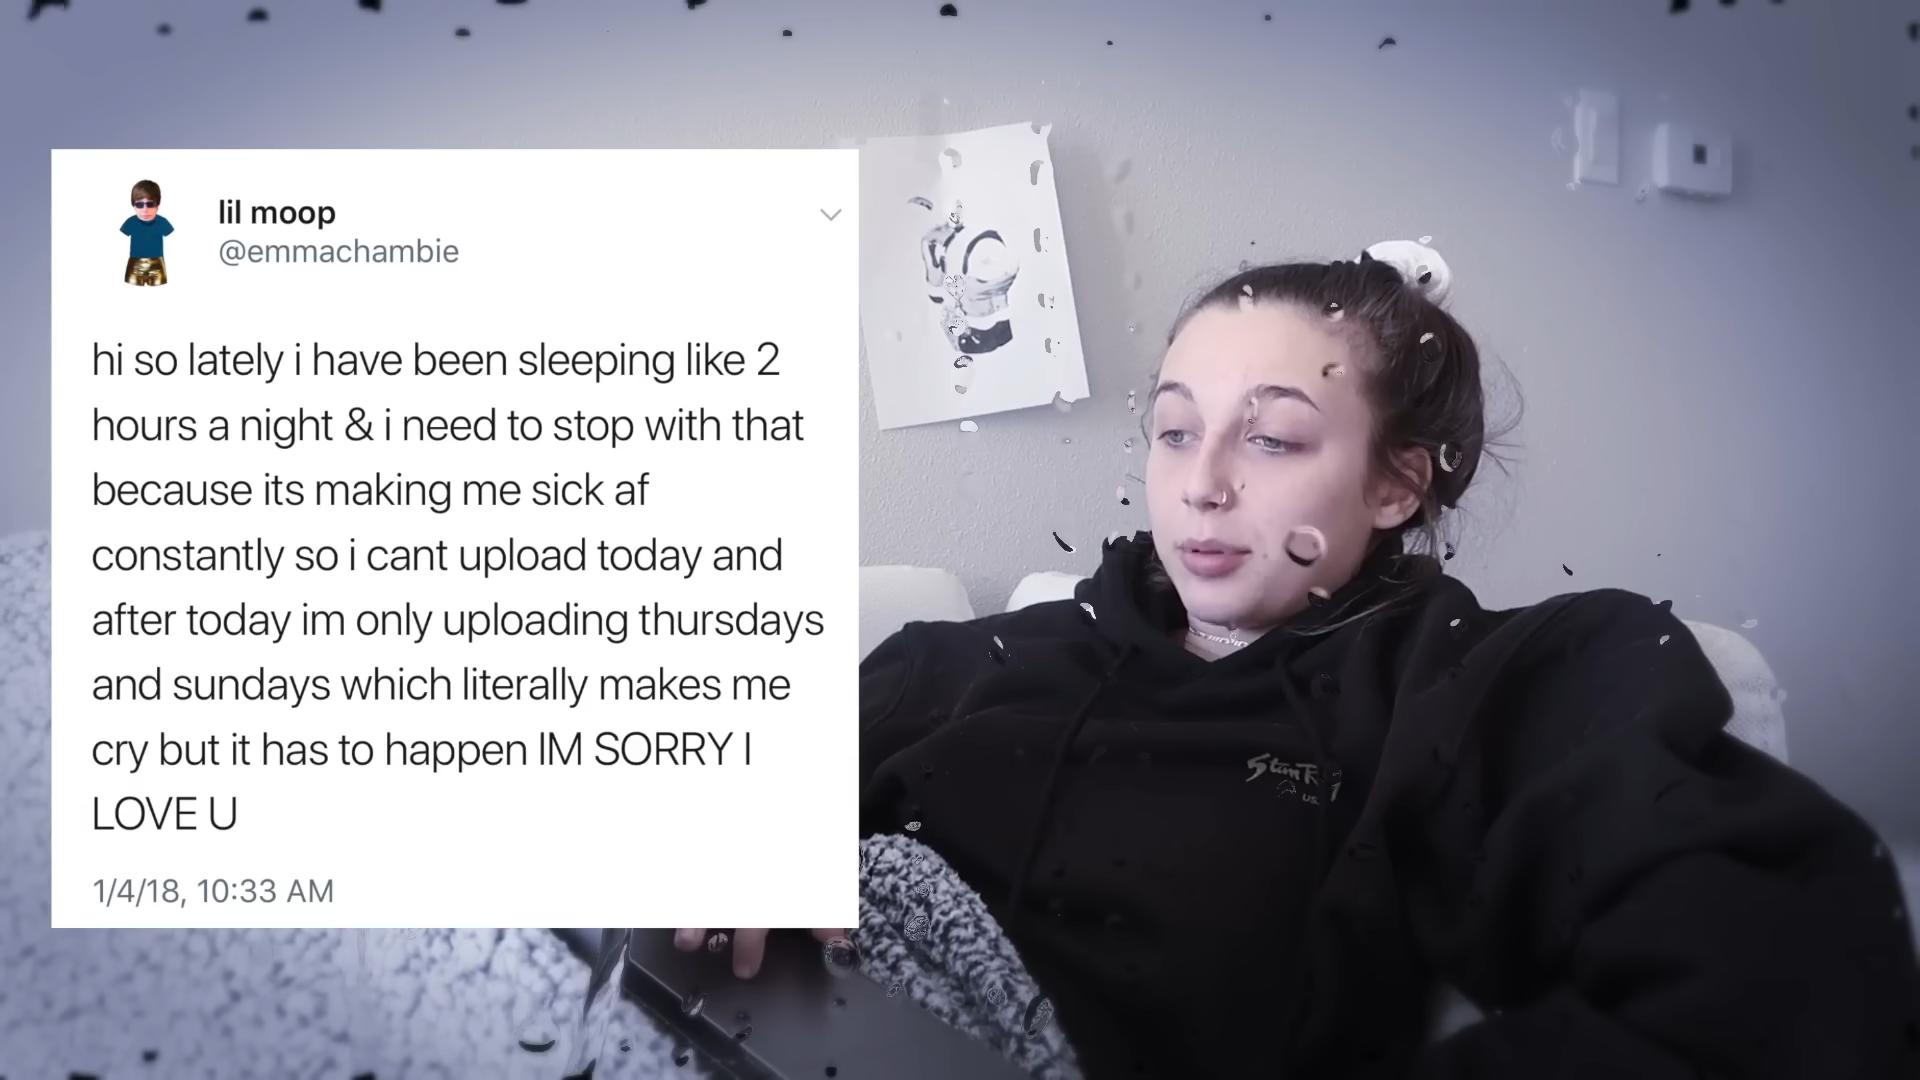 lil moop
@emmachambie
hi so lately i have been sleeping like 2
hours a night & i need to stop with that
because its making me sick af
constantly so i cant upload today and
after today im only uploading thursdays
and sundays which literally makes me
cry but it has to happen IM SORRY I
LOVE U
1/4/18, 10:33 AM